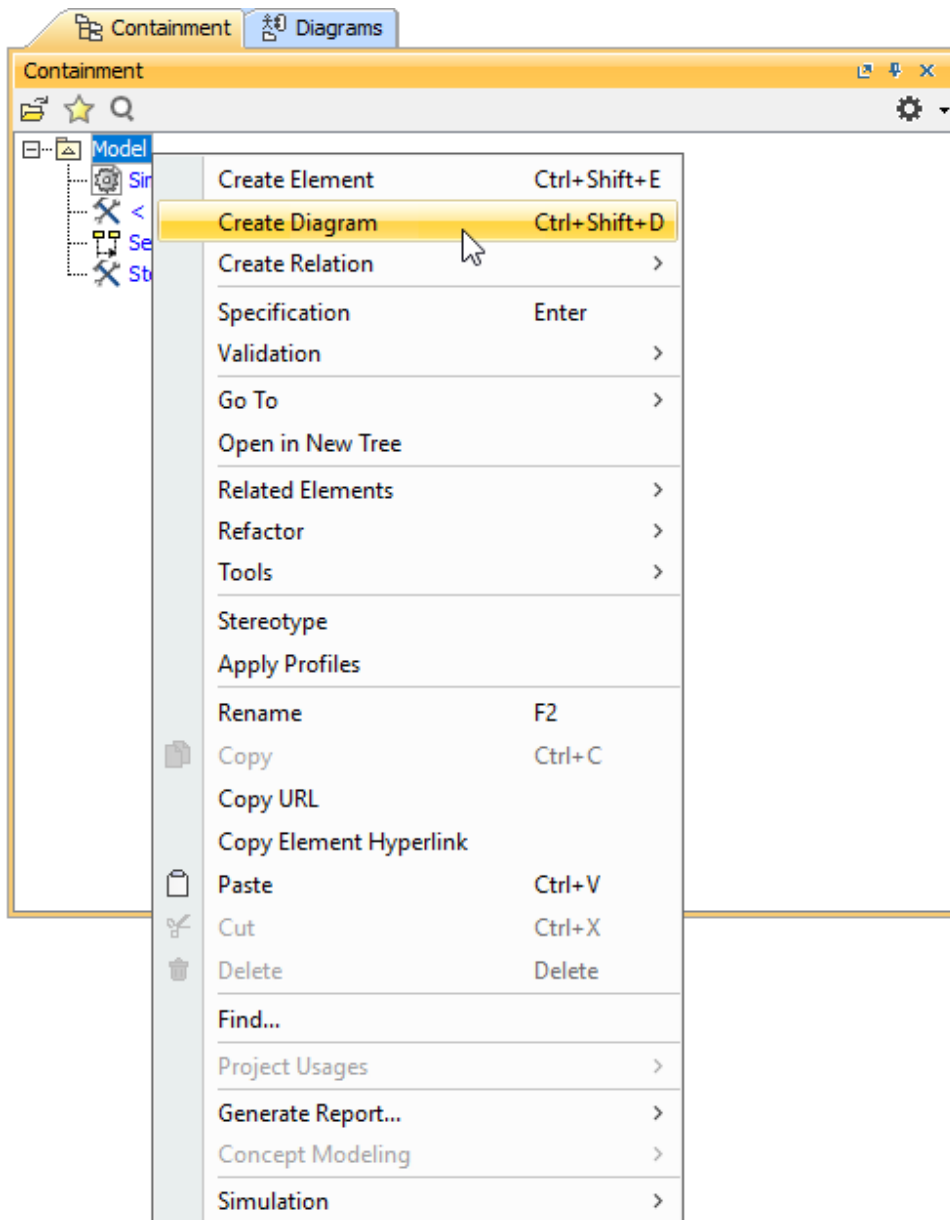 Containment
Diagrams
Containment
Model
Sir
<
Se
Create Element Ctrl+Shift+E
Create Diagram Ctrl+Shift+D
Create Relation
Specification Enter
Validation
Go To
Open in New Tree
Related Elements
Refactor
Tools
Stereotype
Apply Profiles
Rename F2
Copy Ctrl+C
Copy URL
Copy Element Hyperlink
Paste Ctrl+V
Cut Ctrl+X
Delete Delete
Find...
Project Usages
Generate Report...
Concept Modeling
Simulation